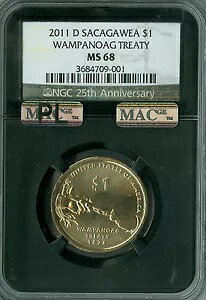 2011 D SACAGAWEA $1
WAMPANOAG TREATY
MS 68
3684709-001
NGC 25th Anniversary
MAC
UNITED STATES OF AMERICA
$1
WAMPANOAG
TREATY
1621